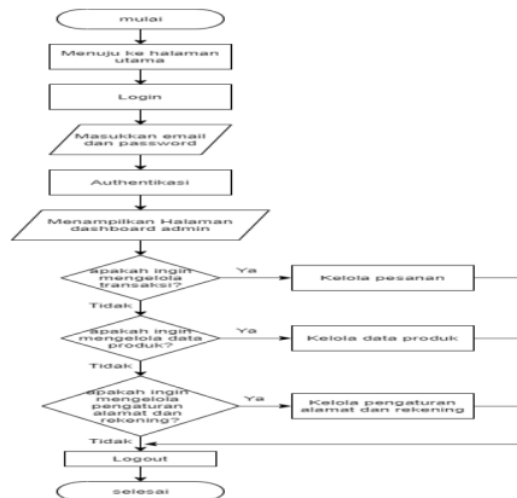 mulai
Menuju ke halaman
utama
Login
Masukkan email
dan password
Authentikasi
Menampilkan Halaman
dashboard admin
apakah ingin
mengelola
transaksi?
Ya
Kelola pesanan
Tidak
apakah ingin
mengelola data
produk?
Ya
Kelola data produk
Tidak
apakah ingin
mengelola
pengaturan
alamat dan
rekening?
Ya
Kelola pengaturan
alamat dan rekening
Tidak
Logout
selesai